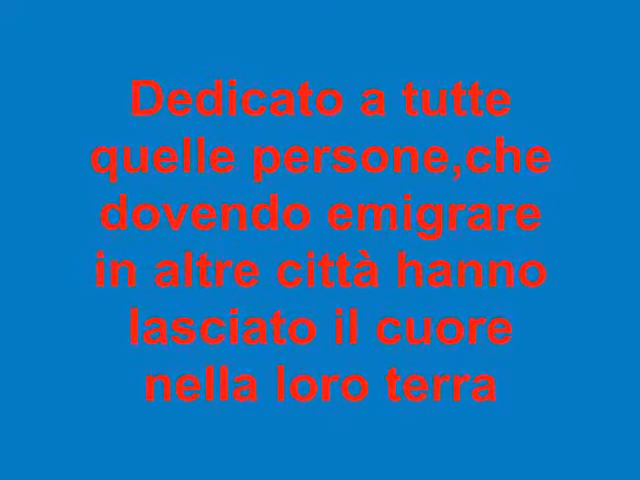 Dedicato a tutte
quelle persone,che
dovendo emigrare
in altre città hanno
lasciato il cuore
nella loro terra